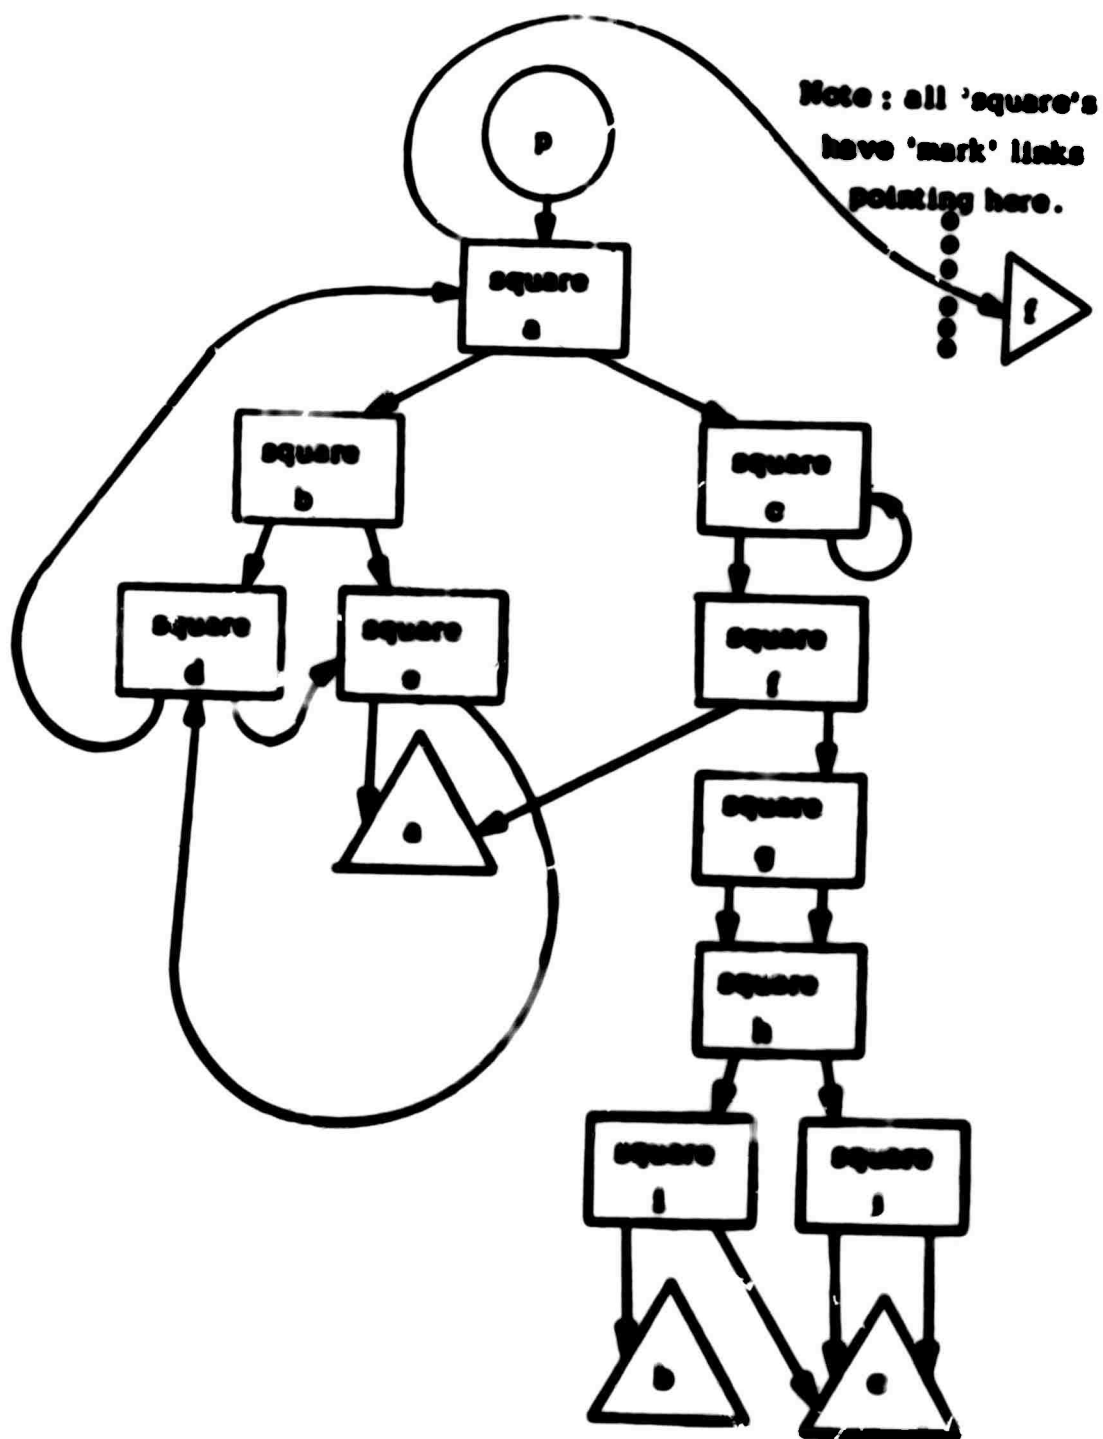 Note : all 'square's
have 'mark' links
pointing here.
p
square
a
f
square
b
square
c
square
d
square
e
square
f
a
square
g
square
h
square
i
square
j
b
c